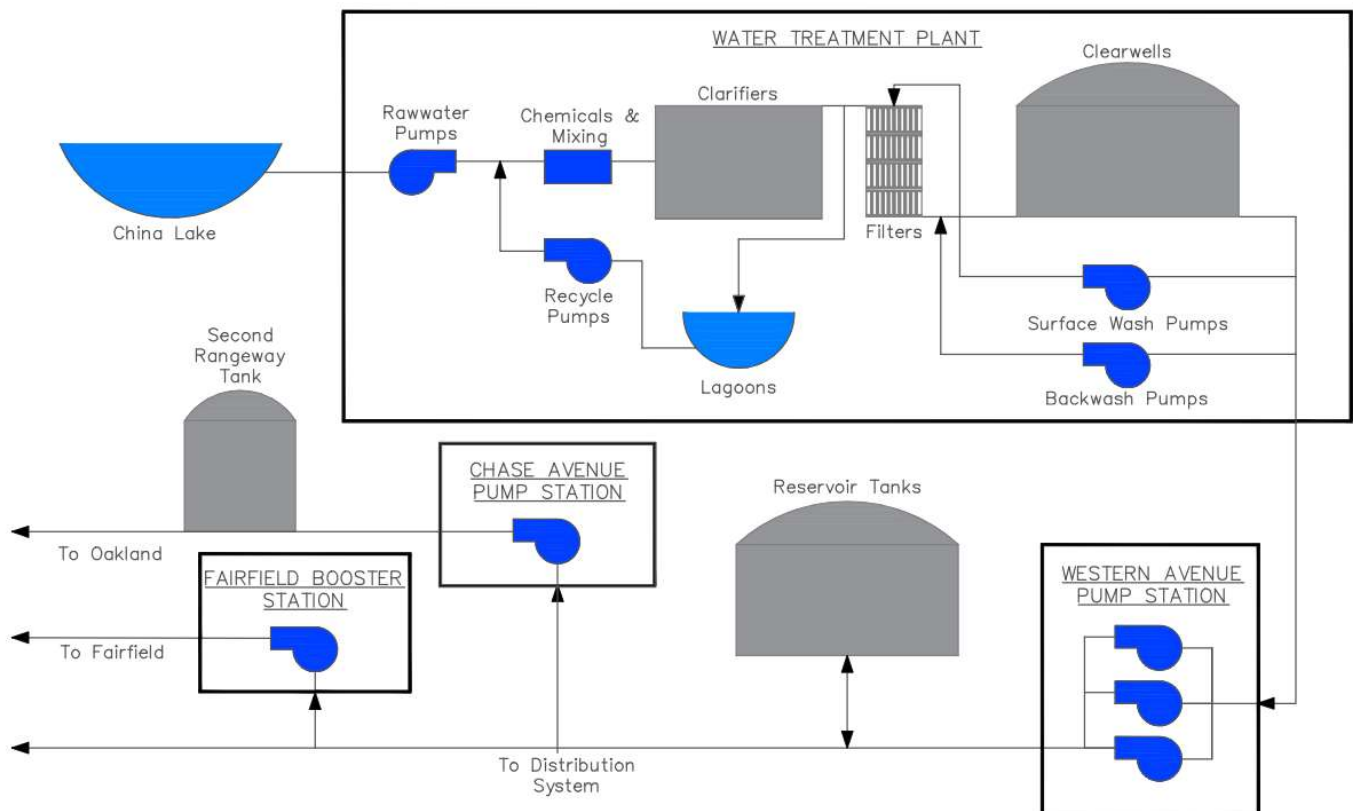 WATER TREATMENT PLANT
Clearwells
Clarifiers
Rawwater
Pumps
Chemicals &
Mixing
China Lake
Filters
Recycle
Pumps
Surface Wash Pumps
Lagoons
Backwash Pumps
Second
Rangeway
Tank
CHASE AVENUE
PUMP STATION
Reservoir Tanks
To Oakland
FAIRFIELD BOOSTER
STATION
WESTERN AVENUE
PUMP STATION
To Fairfield
To Distribution
System